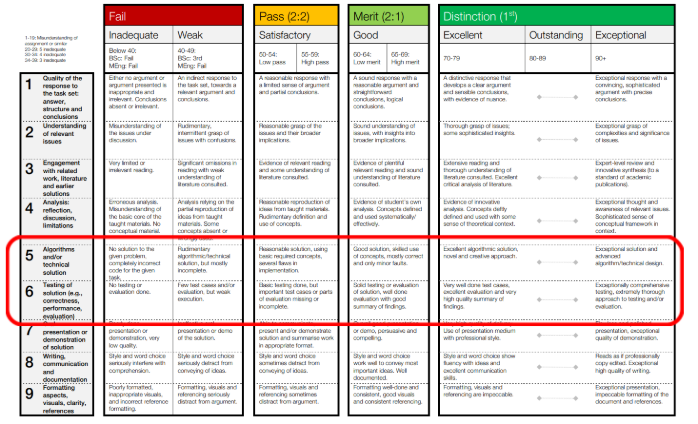 Fail
Pass (2:2)
Merit (2:1)
Distinction (1st)
1-19: Misunderstanding of
assignment or similar
Inadequate
Weak
Satisfactory
Good
Excellent
Outstanding
Exceptional
Below 40:
BSc: Fail
MEng: Fail
40-49:
BSc: 3rd
MEng: Fail
50-54:
Low pass
55-59:
High pass
60-64:
Low merit
65-69:
High merit
70-79
80-89
90+
1 Quality of the
response to
the task set:
answer,
structure and
conclusions
Either no argument or
argument presented is
inappropriate and
irrelevant. Conclusions
absent or irrelevant.
An indirect response to
the task set, towards a
relevant argument and
conclusions.
A reasonable response with
a limited sense of argument
and partial conclusions.
A sound response with a
reasonable argument and
straightforward
conclusions, logical
conclusions.
A distinctive response that
develops a clear argument
and sensible conclusions,
with evidence of nuance.
Exceptional response with a
convincing, sophisticated
argument with precise
conclusions.
2 Understanding
of relevant
issues
Misunderstanding of the
issues under
discussion.
Rudimentary,
intermittent grasp of
issues with confusions.
Reasonable grasp of the
issues and their broader
implications.
Sound understanding of
issues, with insights into
broader implications.
Thorough grasp of issues;
some sophisticated insights.
Exceptional grasp of
complexities and significance
of issues.
3 Engagement
with related
work, literature
and earlier
solutions
Very limited or
irrelevant reading.
Significant omissions in
reading with weak
understanding of
literature consulted.
Evidence of relevant reading
and some understanding of
literature consulted.
Evidence of plentiful
relevant reading and sound
understanding of literature
consulted.
Extensive reading and
thorough understanding of
literature consulted. Excellent
critical analysis of literature.
Expert-level review and
innovative synthesis (to a
standard of academic
publications).
4 Analysis:
reflection,
discussion,
limitations
Erroneous analysis.
Misunderstanding of
the basic core of the
taught materials. No
conceptual material.
Analysis relying on the
partial reproduction of
ideas from taught
materials. Some
concepts absent or
Reasonable reproduction of
ideas from taught materials.
Rudimentary definition and
use of concepts.
Evidence of student's own
analysis. Concepts defined
and used systematically/
effectively.
Evidence of innovative
analysis. Concepts deftly
defined and used with some
sense of theoretical context.
Exceptional thought and
awareness of relevant issues.
Sophisticated sense of
conceptual framework in
context.
5 Algorithms
and/or
technical
solution
No solution to the
given problem,
completely incorrect
code for the given
task.
Rudimentary
algorithmic/technical
solution, but mostly
incomplete.
Reasonable solution, using
basic required concepts,
several flaws in
implementation.
Good solution, skilled use of
concepts, mostly correct
and only minor faults.
Excellent algorithmic solution,
novel and creative approach.
Exceptional solution and
advanced
algorithm/technical design.
6 Testing of
solution (e.g.,
correctness,
performance,
evaluation)
No testing or
evaluation done.
Few test cases and/or
evaluation, but weak
execution.
Basic testing done, but
important test cases or parts
of evaluation missing or
incomplete.
Solid testing or evaluation
of solution, well done
evaluation with good
summary of findings.
Very well done test cases,
excellent evaluation and very
high quality summary of
findings.
Exceptionally comprehensive
testing, extremely thorough
approach to testing and/or
evaluation.
7
presentation or
demonstration
of solution
presentation or
demonstration, very
low quality.
presentation or demo
of the solution.
present and/or demonstrate
solution and summarise work
in appropriate format.
or demo, persuasive and
compelling.
Use of presentation medium
with professional style.
presentation, exceptional
quality of demonstration.
8 Writing,
communication
and
documentation
Style and word choice
seriously interfere with
comprehension.
Style and word choice
seriously detract from
conveying of ideas.
Style and word choice
sometimes detract from
conveying of ideas.
Style and word choice
work well to convey most
important ideas. Well
documented.
Style and word choice show
fluency with ideas and
excellent communication
skills.
Reads as if professionally
copy edited. Exceptional
high quality of writing.
9 Formatting
aspects,
visuals, clarity,
references
Poorly formatted,
inappropriate visuals,
and incorrect reference
formatting.
Formatting, visuals and
referencing seriously
distract from argument.
Formatting, visuals and
referencing sometimes
distract from argument.
Formatting well-done and
consistent, good visuals
and consistent referencing.
Formatting, visuals and
referencing are impeccable.
Exceptional presentation,
impeccable formatting of the
document and references.